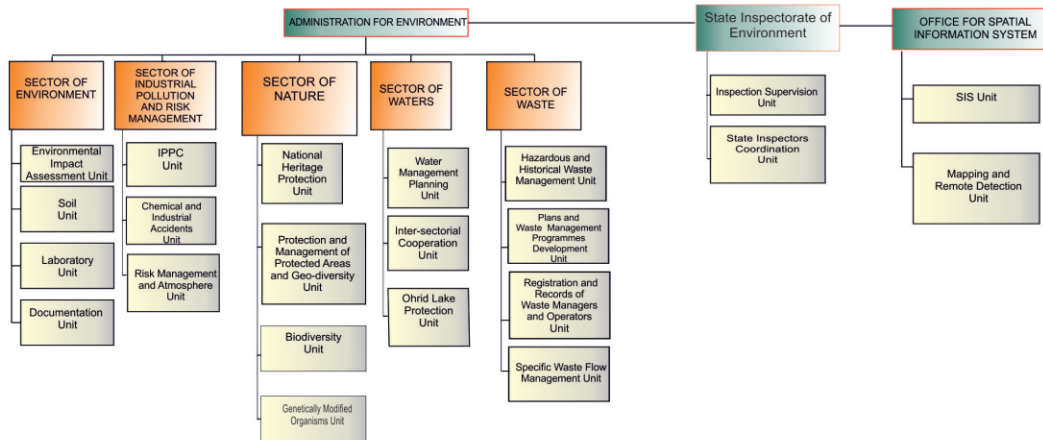 ADMINISTRATION FOR ENVIRONMENT
State Inspectorate of
Environment
OFFICE FOR SPATIAL
INFORMATION SYSTEM
SECTOR OF
ENVIRONMENT
Environmental
Impact
Assessment Unit
Soil
Unit
Laboratory
Unit
Documentation
Unit
SECTOR OF
INDUSTRIAL
POLLUTION
AND RISK
MANAGEMENT
IPPC
Unit
Chemical and
Industrial
Accidents
Unit
Risk Management
and Atmosphere
Unit
SECTOR OF
NATURE
National
Heritage
Protection
Unit
Protection and
Management of
Protected Areas
and Geo-diversity
Unit
Biodiversity
Unit
Genetically Modified
Organisms Unit
SECTOR OF
WATERS
Water
Management
Planning
Unit
Inter-sectorial
Cooperation
Unit
Ohrid Lake
Protection
Unit
SECTOR OF
WASTE
Hazardous and
Historical Waste
Management Unit
Plans and
Waste Management
Programmes
Development
Unit
Registration and
Records of
Waste Managers
and Operators
Unit
Specific Waste Flow
Management Unit
Inspection Supervision
Unit
State Inspectors
Coordination
Unit
SIS Unit
Mapping and
Remote Detection
Unit